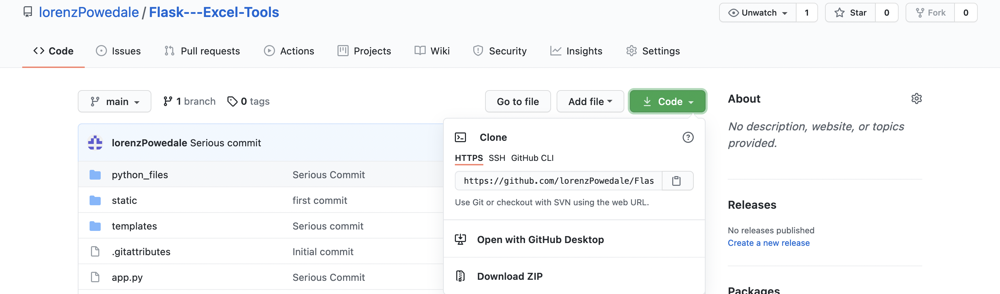 lorenzPowedale / Flask---Excel-Tools
Unwatch 1 Star 0 Fork 0
Code Issues Pull requests Actions Projects Wiki Security Insights Settings
main 1 branch 0 tags Go to file Add file Code
About
No description, website, or topics
provided.
lorenzPowedale Serious commit
python_files Serious Commit
static first commit
templates Serious commit
.gitattributes Initial commit
app.py Serious Commit
Clone
HTTPS SSH GitHub CLI
https://github.com/lorenzPowedale/Flas
Use Git or checkout with SVN using the web URL.
Open with GitHub Desktop
Download ZIP
Releases
No releases published
Create a new release
Packages